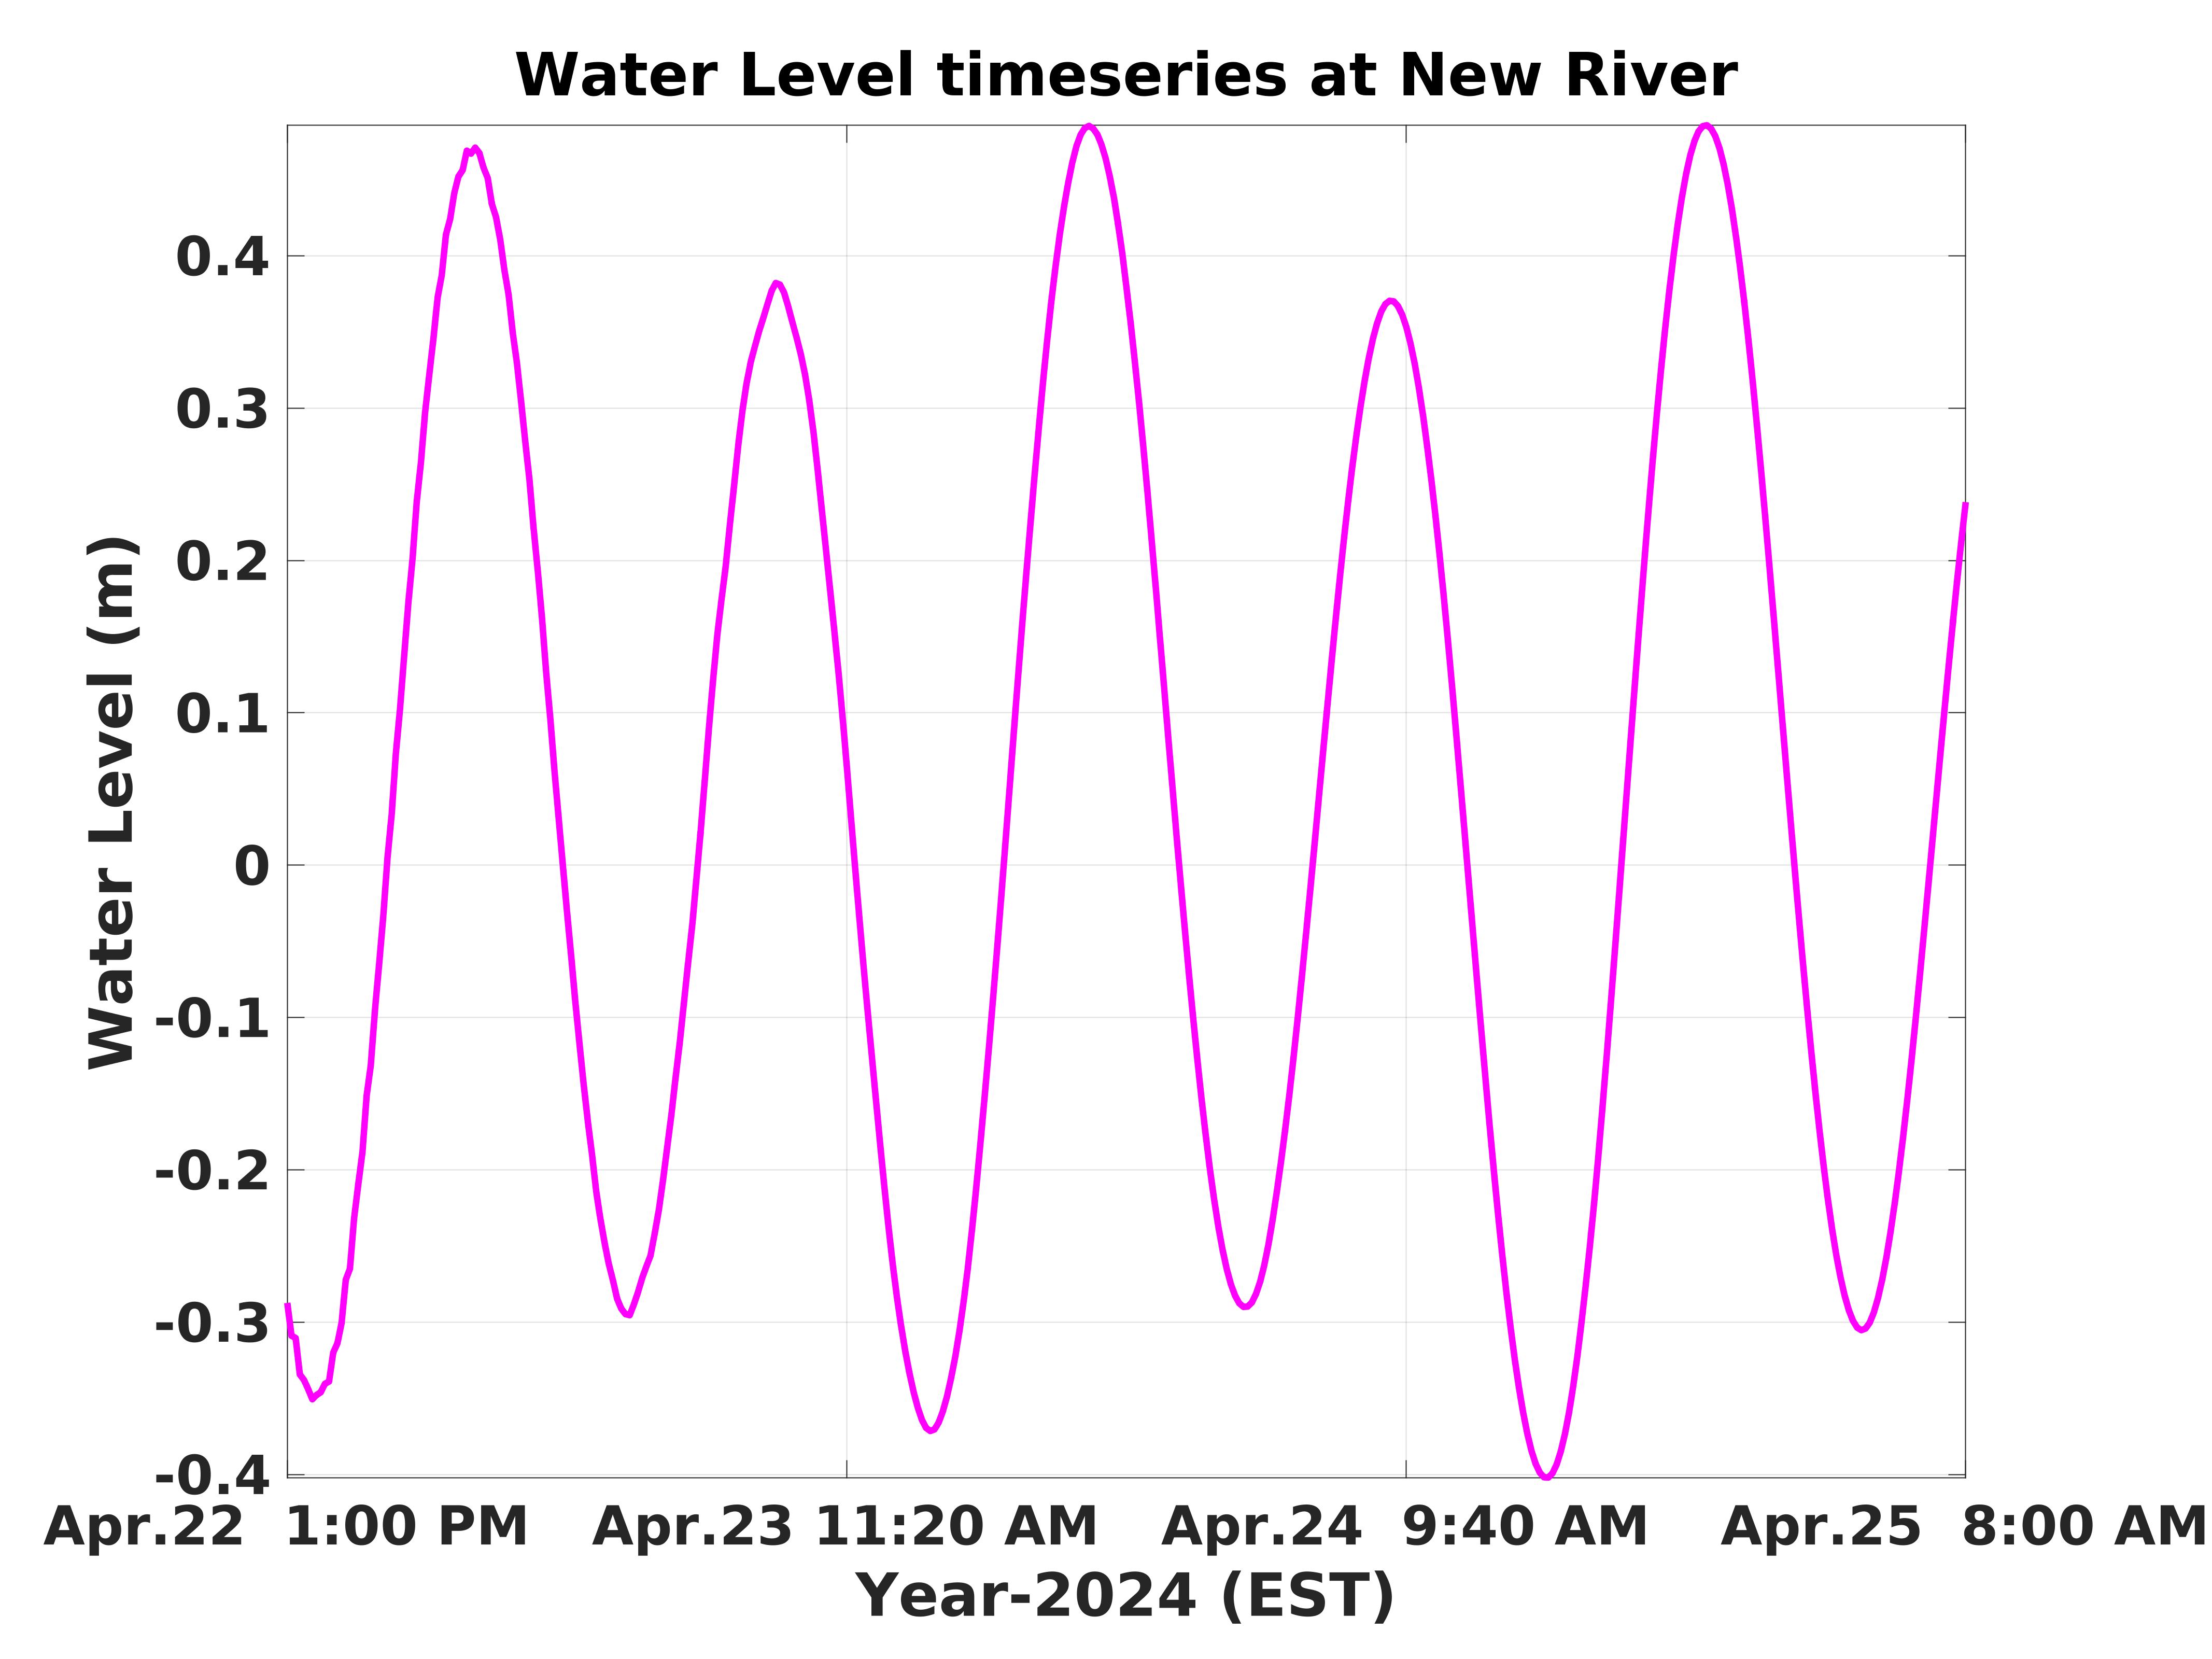 Water Level timeseries at New River
Water Level (m)
0.4
0.3
0.2
0.1
0
-0.1
-0.2
-0.3
-0.4
Apr.22 1:00 PM Apr.23 11:20 AM Apr.24 9:40 AM Apr.25 8:00 AM
Year-2024 (EST)